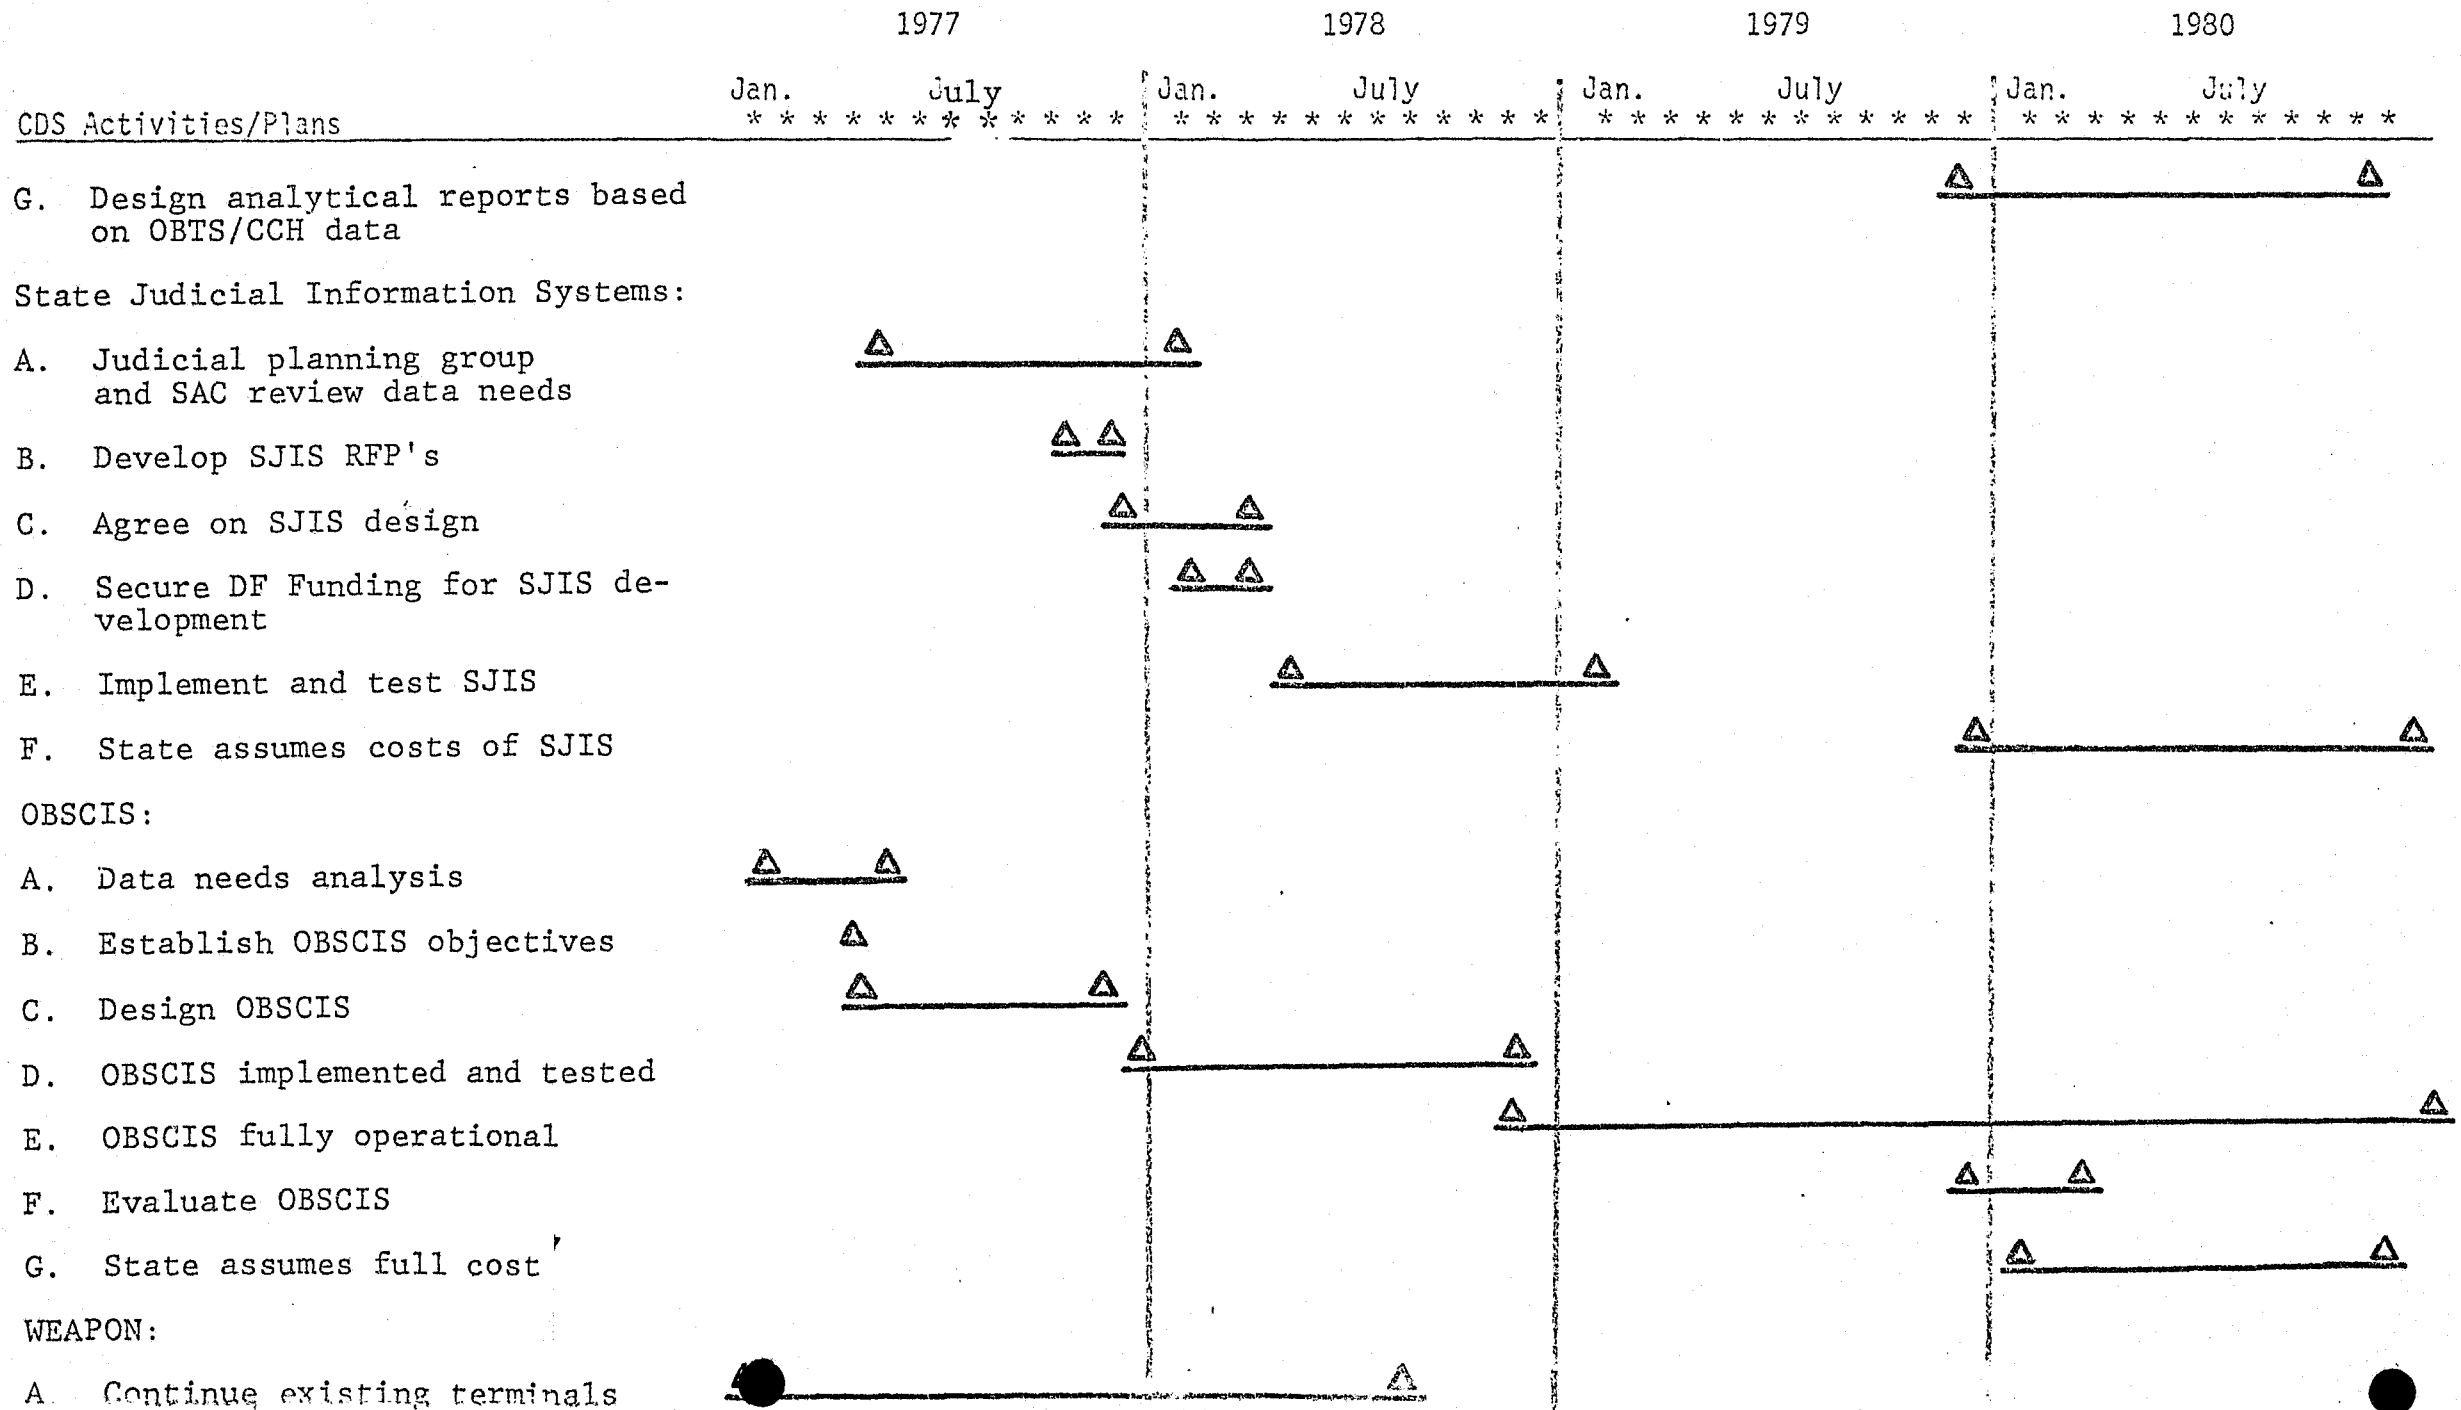 1977 1978 1979 1980
Jan. July Jan. July Jan. July Jan. July
CDS Activities/Plans * * * * * * * * * * * * * * * * * * * * * * * * * * * * * * * * * * * * * * * * * * * * * * * *
G. Design analytical reports based
on OBTS/CCH data
State Judicial Information Systems:
A. Judicial planning group
and SAC review data needs
B. Develop SJIS RFP's
C. Agree on SJIS design
D. Secure DF Funding for SJIS de-
velopment
E. Implement and test SJIS
F. State assumes costs of SJIS
OBSCIS:
A. Data needs analysis
B. Establish OBSCIS objectives
C. Design OBSCIS
D. OBSCIS implemented and tested
E. OBSCIS fully operational
F. Evaluate OBSCIS
G. State assumes full cost
WEAPON:
A. Continue existing terminals